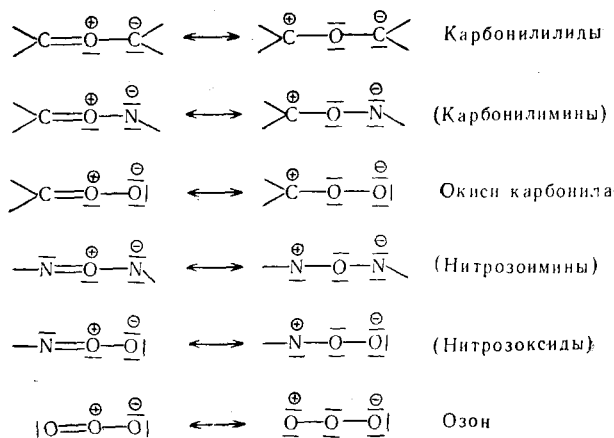 >C=O⊕–C⊖< ↔ >C⊕–O–C⊖< Карбонилилиды
>C=O⊕–N⊖ ↔ >C⊕–O–N⊖ (Карбонилимины)
>C=O⊕–O⊖ ↔ >C⊕–O–O⊖ Окиси карбонила
–N=O⊕–N⊖ ↔ –N⊕–O–N⊖ (Нитрозоимины)
–N=O⊕–O⊖ ↔ –N⊕–O–O⊖ (Нитрозоксиды)
O=O⊕–O⊖ ↔ O⊕–O–O⊖ Озон